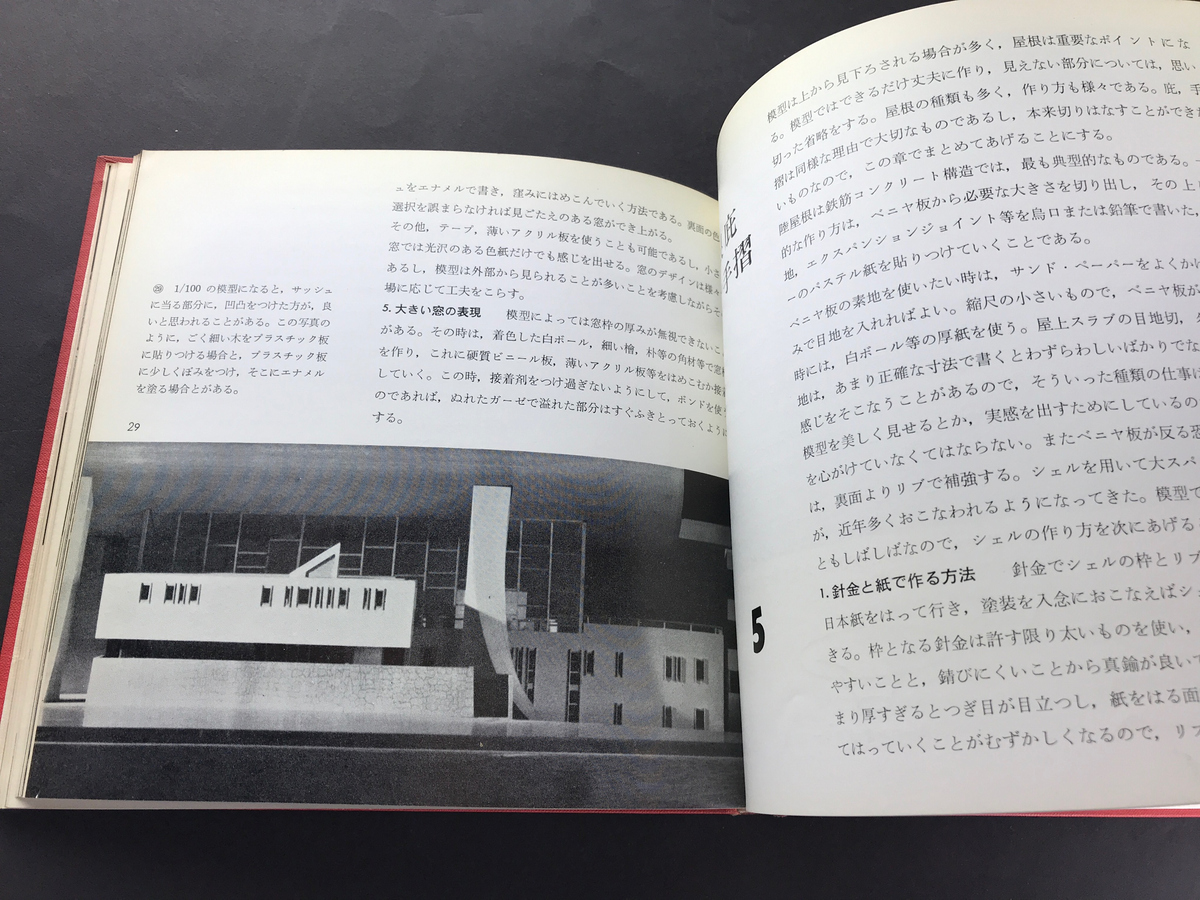 ュをエナメルで書き，窪みにはめこんでいく方法である。裏面の色
選択を誤まらなければ見ごたえのある窓ができ上がる。
その他，テープ，薄いアクリル板を使うことも可能であるし，小さ
窓では光沢のある色紙だけでも感じを出せる。窓のデザインは様々
あるし，模型は外部から見られることが多いことを考慮しながらそ
場に応じて工夫をこらす。
5. 大きい窓の表現　模型によっては窓枠の厚みが無視できないこ
がある。その時は，着色した白ボール，細い檜，朴等の角材等で窓枠
を作り，これに硬質ビニール板，薄いアクリル板等をはめこむか接着
していく。この時，接着剤をつけ過ぎないようにして，ボンドを使
のであれば，ぬれたガーゼで溢れた部分はすぐふきとっておくように
する。
㉙ 1/100 の模型になると，サッシュ
に当る部分に，凹凸をつけた方が，良
いと思われることがある。この写真の
ように，ごく細い木をプラスチック板
に貼りつける場合と，プラスチック板
に少しくぼみをつけ，そこにエナメル
を塗る場合とがある。
29
庇
手摺
5
模型は上から見下ろされる場合が多く，屋根は重要なポイントにな
る。模型ではできるだけ丈夫に作り，見えない部分については，思い
切った省略をする。屋根の種類も多く，作り方も様々である。庇，手
摺は同様な理由で大切なものであるし，本来切りはなすことができ
いものなので，この章でまとめてあげることにする。
陸屋根は鉄筋コンクリート構造では，最も典型的なものである。
的な作り方は，ベニヤ板から必要な大きさを切り出し，その上
地，エクスパンションジョイント等を烏口または鉛筆で書いた
ーのパステル紙を貼りつけていくことである。
ベニヤ板の素地を使いたい時は，サンド・ペーパーをよくか
みで目地を入れればよい。縮尺の小さいもので，ベニヤ板が
時には，白ボール等の厚紙を使う。屋上スラブの目地切，
地は，あまり正確な寸法で書くとわずらわしいばかりでな
感じをそこなうことがあるので，そういった種類の仕事は
模型を美しく見せるとか，実感を出すためにしているの
を心がけていなくてはならない。またベニヤ板が反る恐
は，裏面よりリブで補強する。シェルを用いて大スパ
が，近年多くおこなわれるようになってきた。模型で
ともしばしばなので，シェルの作り方を次にあげる
1. 針金と紙で作る方法　針金でシェルの枠とリブ
日本紙をはって行き，塗装を入念におこなえばシェ
きる。枠となる針金は許す限り太いものを使い，
やすいことと，錆びにくいことから真鍮が良い
まり厚すぎるとつぎ目が目立つし，紙をはる面
てはっていくことがむずかしくなるので，リブ